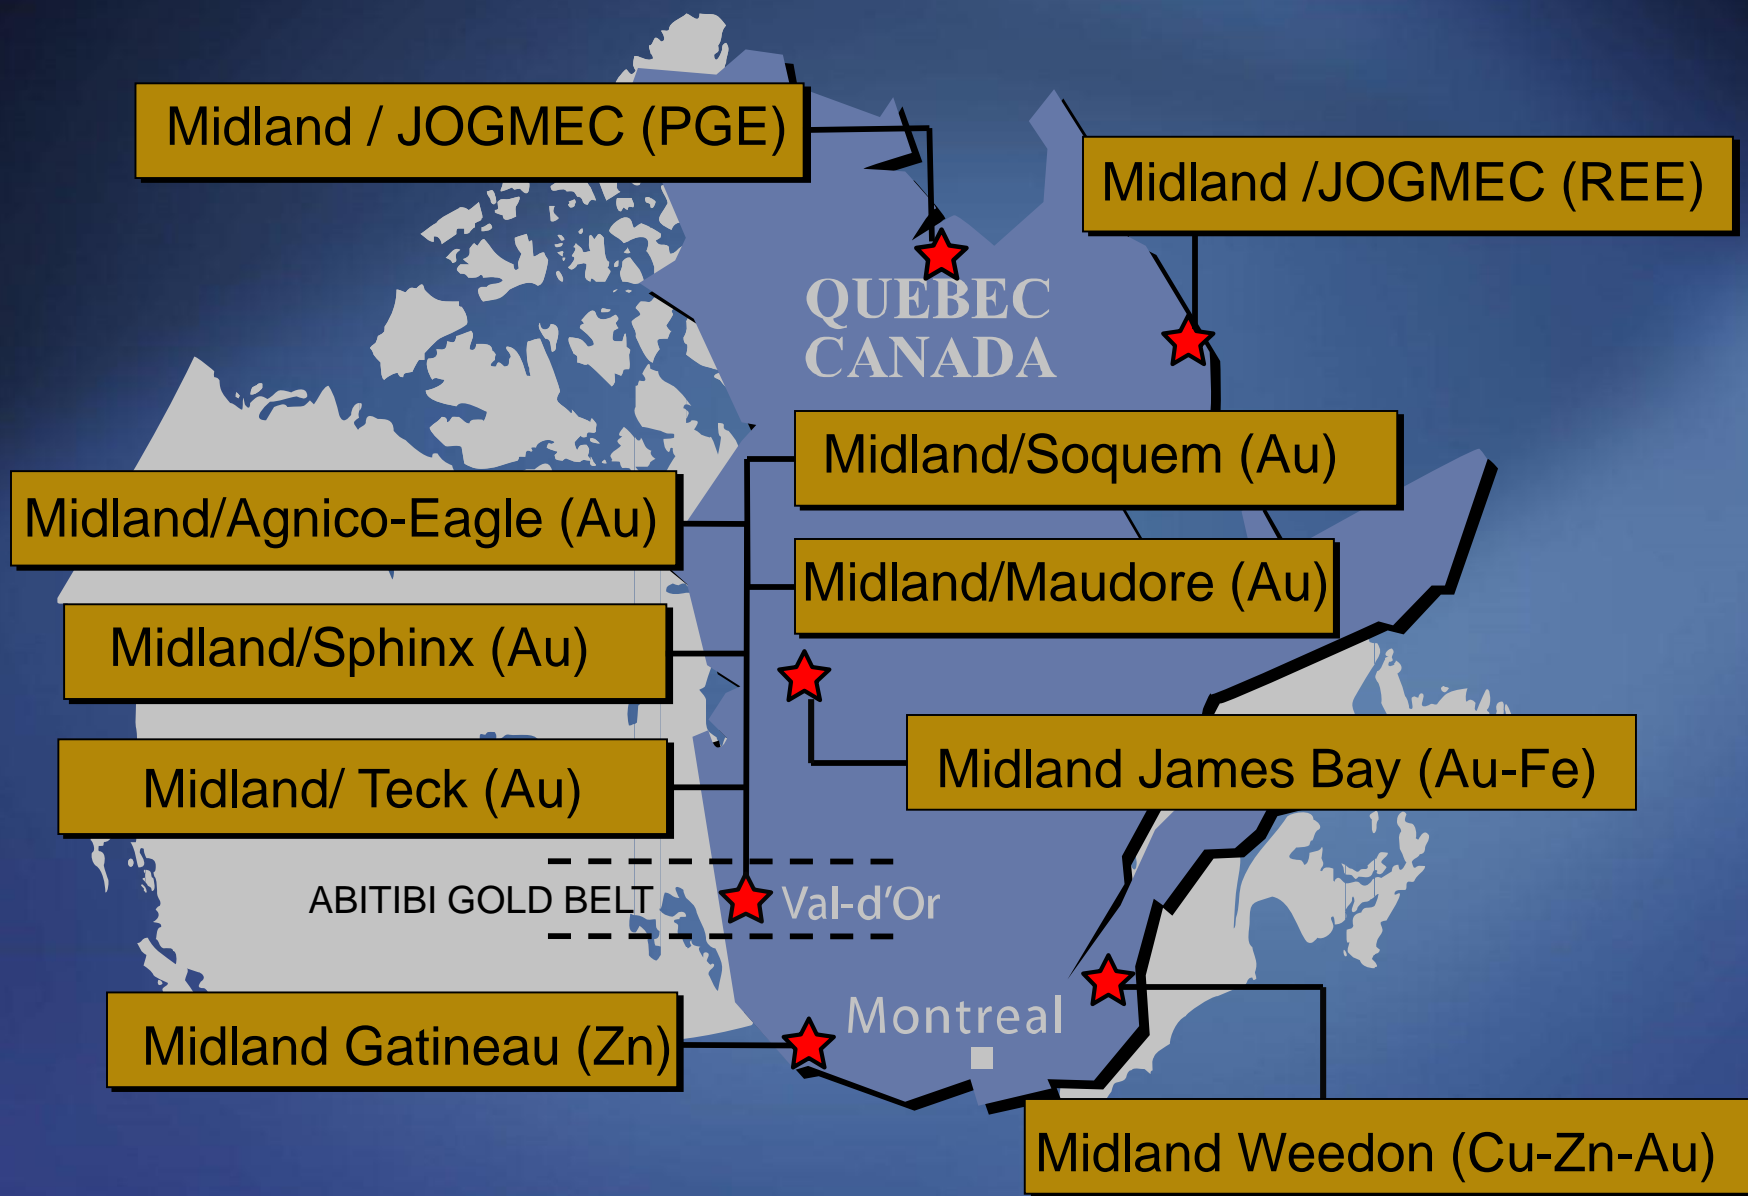 Midland / JOGMEC (PGE)
Midland /JOGMEC (REE)
QUEBEC
CANADA
Midland/Soquem (Au)
Midland/Agnico-Eagle (Au)
Midland/Maudore (Au)
Midland/Sphinx (Au)
Midland/ Teck (Au)
Midland James Bay (Au-Fe)
ABITIBI GOLD BELT
Val-d'Or
Montreal
Midland Gatineau (Zn)
Midland Weedon (Cu-Zn-Au)